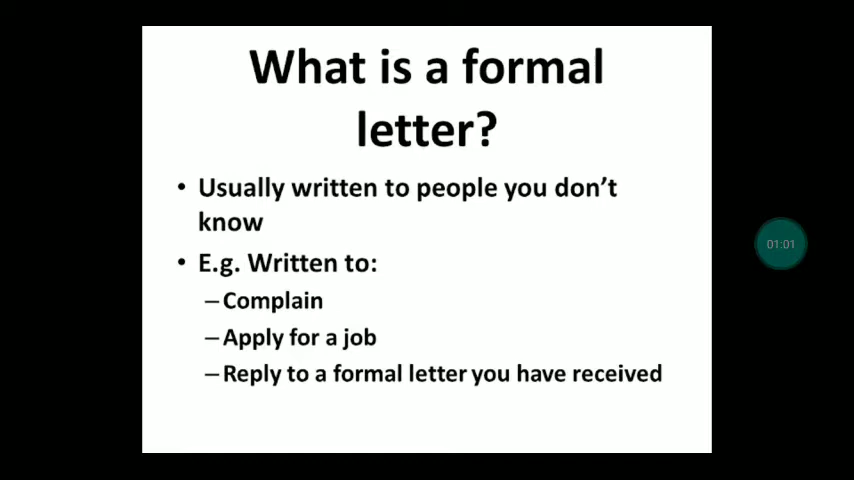 What is a formal
letter?
• Usually written to people you don’t
know
• E.g. Written to:
–Complain
–Apply for a job
–Reply to a formal letter you have received
01:01